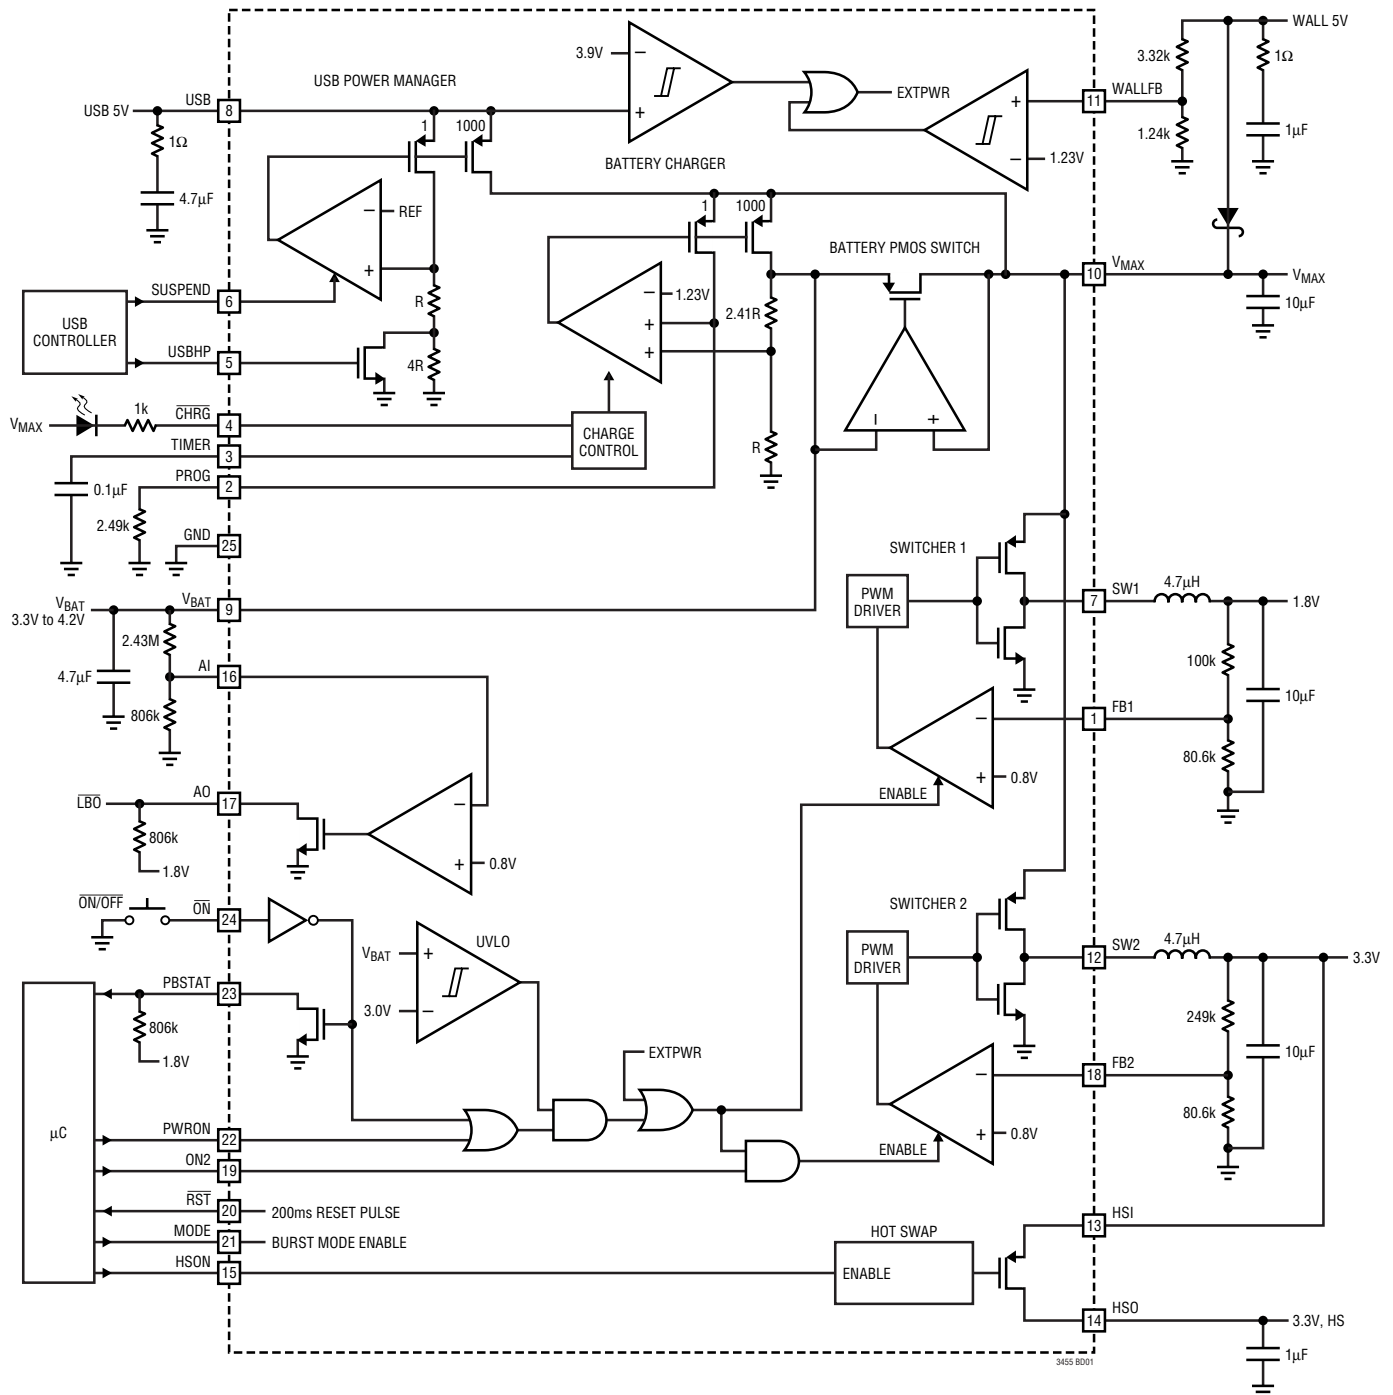 WALL 5V
3.9V
−
3.32k
1Ω
USB POWER MANAGER
USB 5V
USB
8
+
EXTPWR
+
11
WALLFB
1
1000
1Ω
BATTERY CHARGER
−
1.23V
1.24k
1µF
4.7µF
−
REF
1
1000
BATTERY PMOS SWITCH
+
10
VMAX
VMAX
SUSPEND
6
R
−
1.23V
2.41R
10µF
USB
CONTROLLER
+
USBHP
5
4R
+
VMAX
1k
CHRG
4
CHARGE
CONTROL
−
+
TIMER
3
R
PROG
2
0.1µF
2.49k
GND
25
SWITCHER 1
VBAT
3.3V to 4.2V
VBAT
9
PWM
DRIVER
7
SW1
4.7µH
1.8V
2.43M
AI
16
100k
4.7µF
806k
−
1
FB1
10µF
80.6k
+
0.8V
LBO
AO
17
−
ENABLE
806k
1.8V
+
0.8V
ON/OFF
ON
24
SWITCHER 2
UVLO
VBAT
+
PWM
DRIVER
12
SW2
4.7µH
3.3V
PBSTAT
23
3.0V
−
806k
249k
1.8V
EXTPWR
10µF
−
18
FB2
µC
80.6k
PWRON
22
+
0.8V
ENABLE
ON2
19
RST
20
200ms RESET PULSE
13
HSI
MODE
21
BURST MODE ENABLE
HOT SWAP
HSON
15
ENABLE
14
HSO
3.3V, HS
1µF
3455 BD01